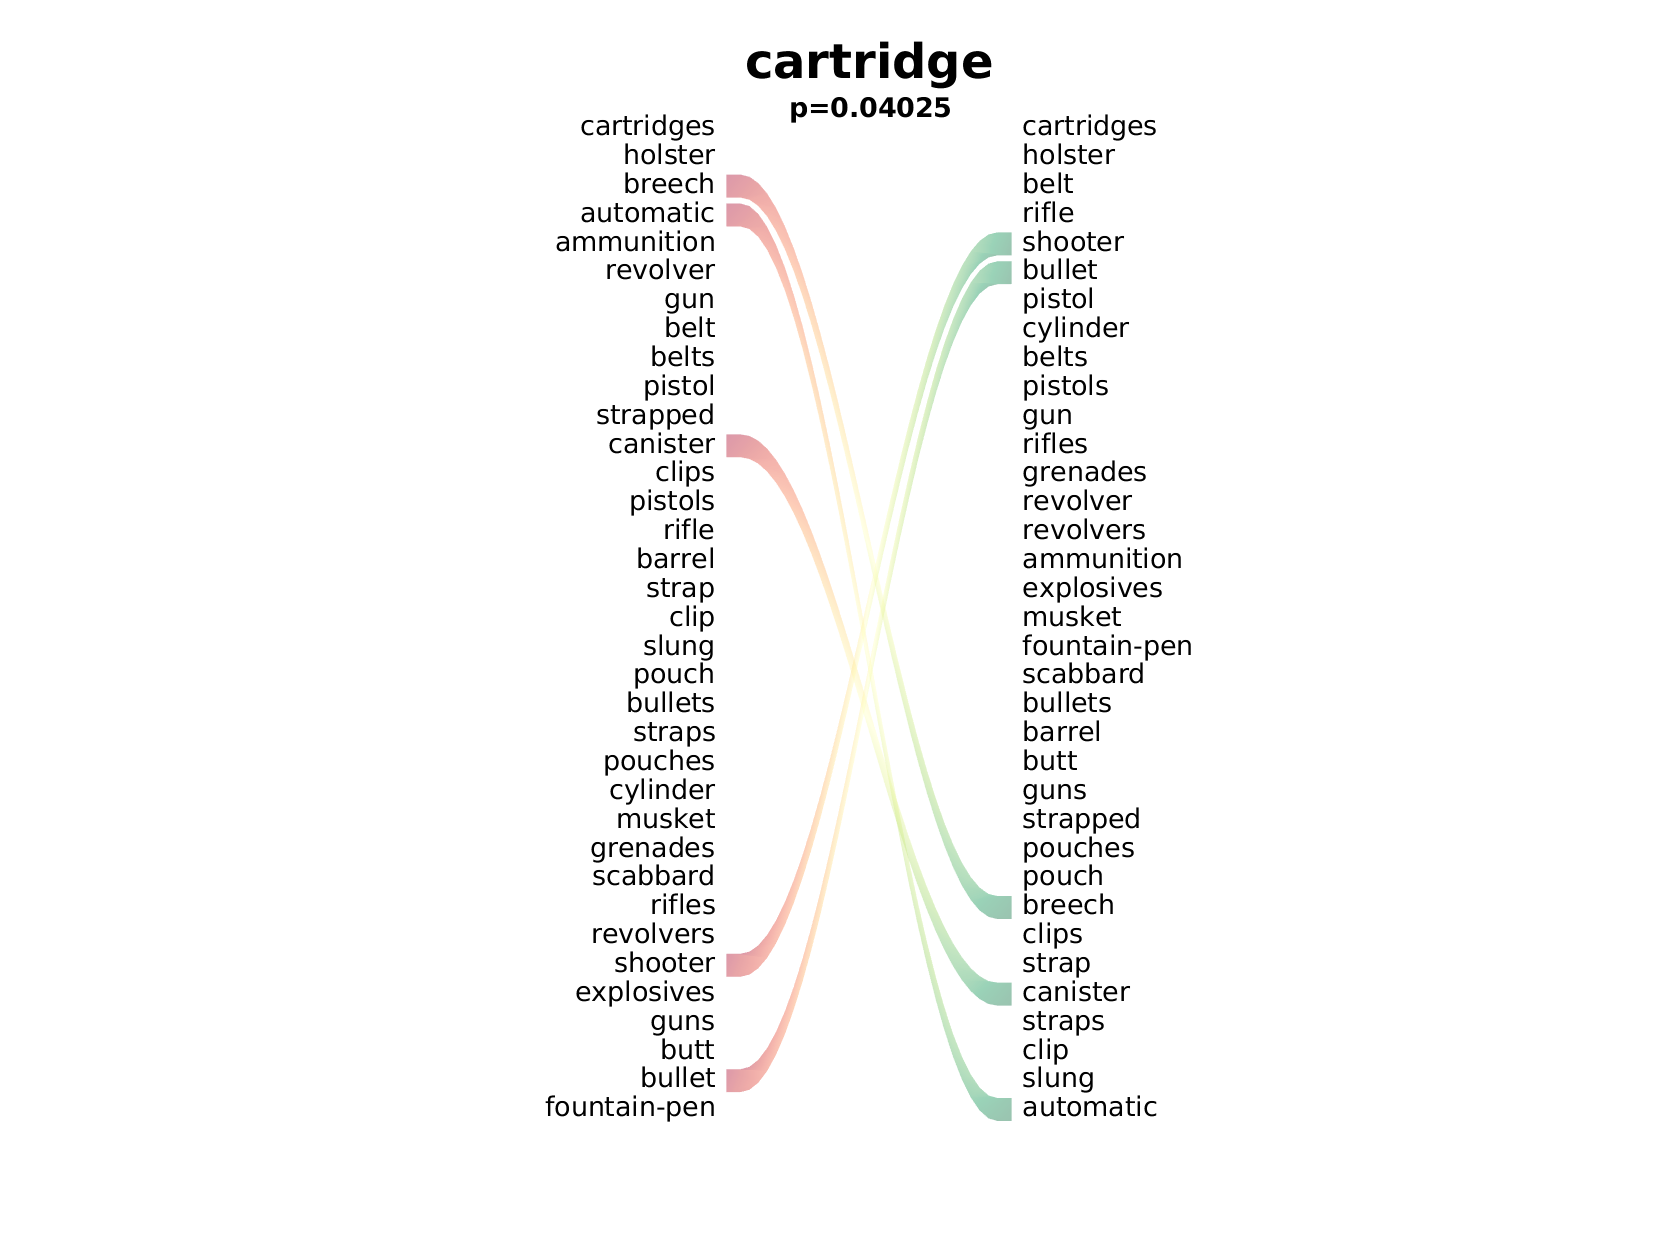 cartridge
p=0.04025
cartridges cartridges
holster holster
breech belt
automatic rifle
ammunition shooter
revolver bullet
gun pistol
belt cylinder
belts belts
pistol pistols
strapped gun
canister rifles
clips grenades
pistols revolver
rifle revolvers
barrel ammunition
strap explosives
clip musket
slung fountain-pen
pouch scabbard
bullets bullets
straps barrel
pouches butt
cylinder guns
musket strapped
grenades pouches
scabbard pouch
rifles breech
revolvers clips
shooter strap
explosives canister
guns straps
butt clip
bullet slung
fountain-pen automatic